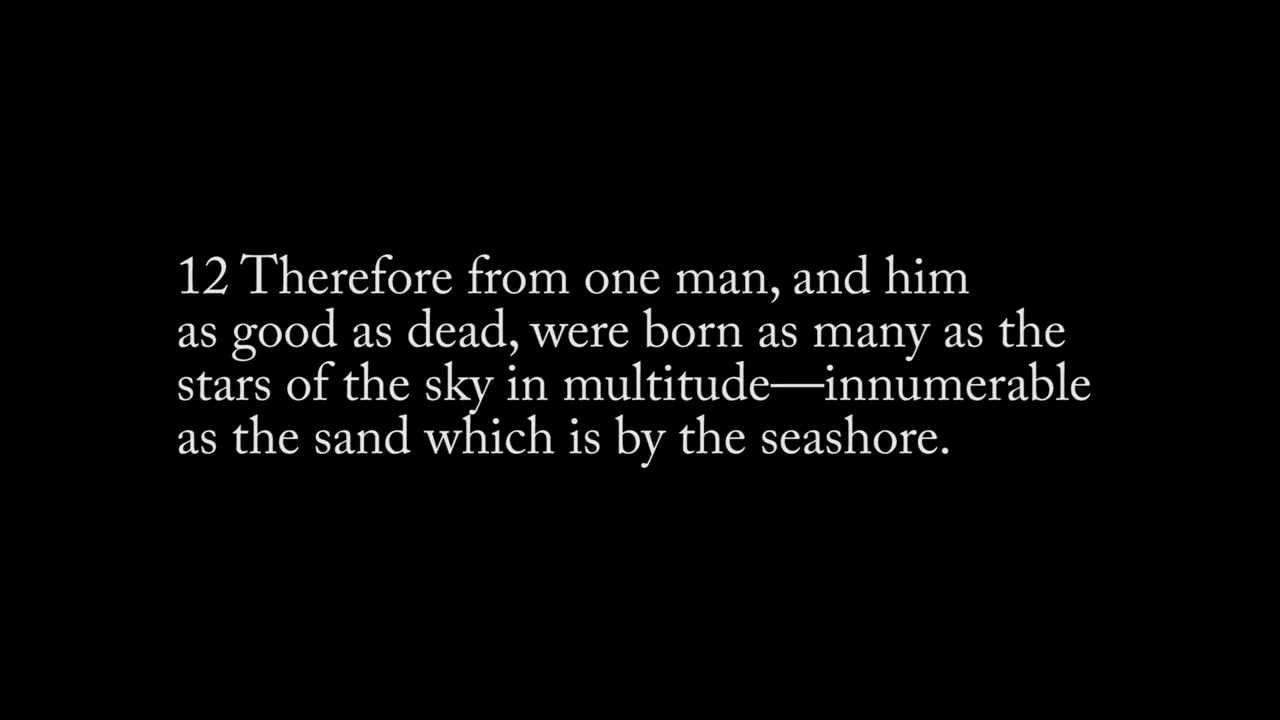 12 Therefore from one man, and him
as good as dead, were born as many as the
stars of the sky in multitude—innumerable
as the sand which is by the seashore.